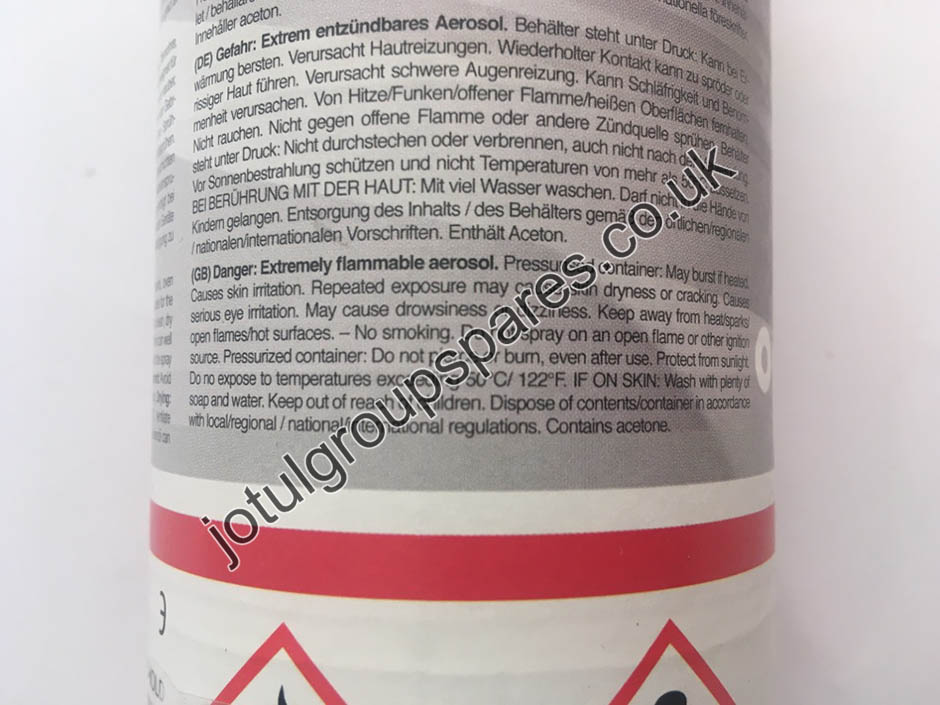 Innehåller aceton.
(DE) Gefahr: Extrem entzündbares Aerosol. Behälter steht unter Druck: Kann bei Er-
wärmung bersten. Verursacht Hautreizungen. Wiederholter Kontakt kann zu spröder oder
rissiger Haut führen. Verursacht schwere Augenreizung. Kann Schläfrigkeit und Benom-
menheit verursachen. Von Hitze/Funken/offener Flamme/heißen Oberflächen fernhalten.
Nicht rauchen. Nicht gegen offene Flamme oder andere Zündquelle sprühen. Behälter
steht unter Druck: Nicht durchstechen oder verbrennen, auch nicht nach der
Vor Sonnenbestrahlung schützen und nicht Temperaturen von mehr als
BEI BERÜHRUNG MIT DER HAUT: Mit viel Wasser waschen. Darf nicht die Hände von
Kindern gelangen. Entsorgung des Inhalts / des Behälters gemäß den örtlichen/regionalen
/ nationalen/internationalen Vorschriften. Enthält Aceton.
(GB) Danger: Extremely flammable aerosol. Pressurized container: May burst if heated.
Causes skin irritation. Repeated exposure may cause skin dryness or cracking. Causes
serious eye irritation. May cause drowsiness or dizziness. Keep away from heat/sparks/
open flames/hot surfaces. – No smoking. Do not spray on an open flame or other ignition
source. Pressurized container: Do not pierce or burn, even after use. Protect from sunlight.
Do no expose to temperatures exceeding 50°C/ 122°F. IF ON SKIN: Wash with plenty of
soap and water. Keep out of reach of children. Dispose of contents/container in accordance
with local/regional / national/international regulations. Contains acetone.
jotulgroupspares.co.uk